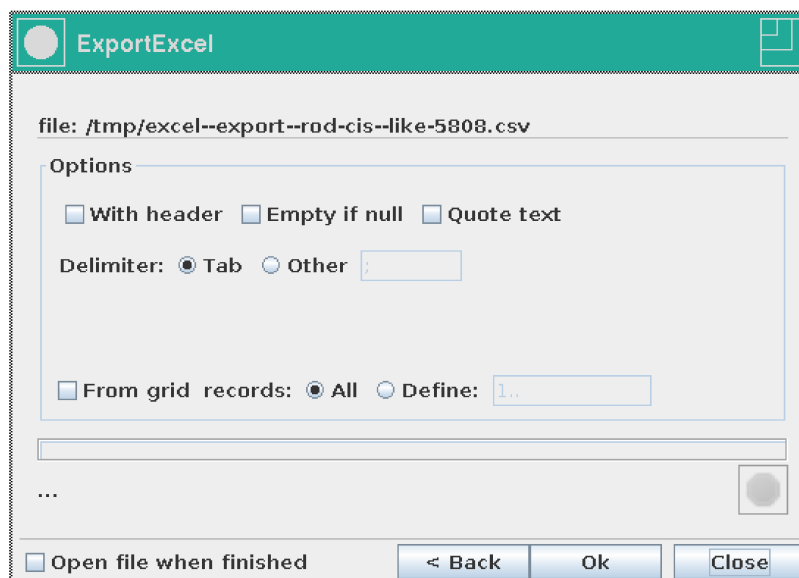 ExportExcel
file: /tmp/excel--export--rod-cis--like-5808.csv
Options
With header Empty if null Quote text
Delimiter: Tab Other ;
From grid records: All Define: 1..
...
Open file when finished < Back Ok Close